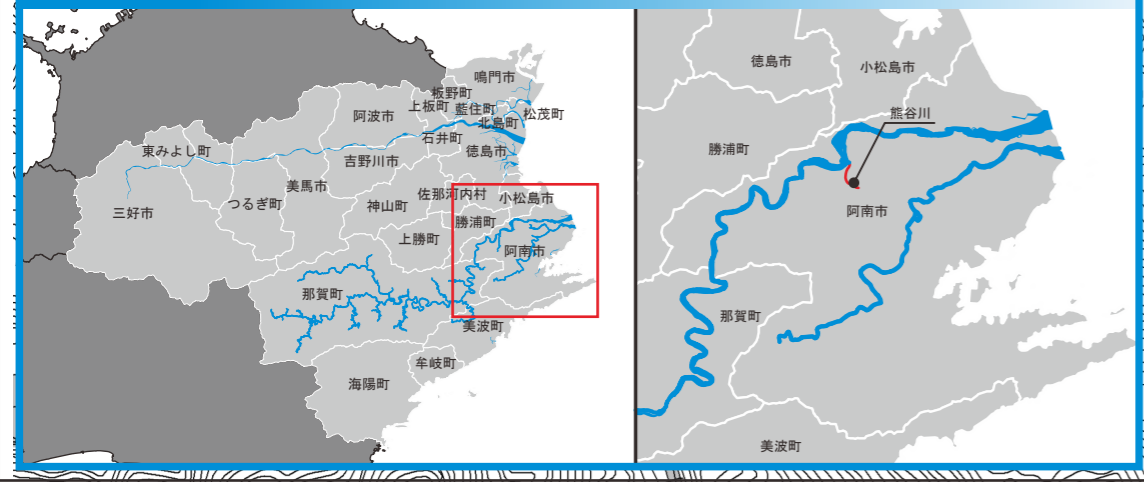 鳴門市
板野町
上板町
藍住町
松茂町
北島町
阿波市
石井町
徳島市
東みよし町
吉野川市
美馬市
佐那河内村
小松島市
つるぎ町
神山町
三好市
勝浦町
上勝町
阿南市
那賀町
美波町
牟岐町
海陽町
徳島市
小松島市
熊谷川
勝浦町
阿南市
那賀町
美波町